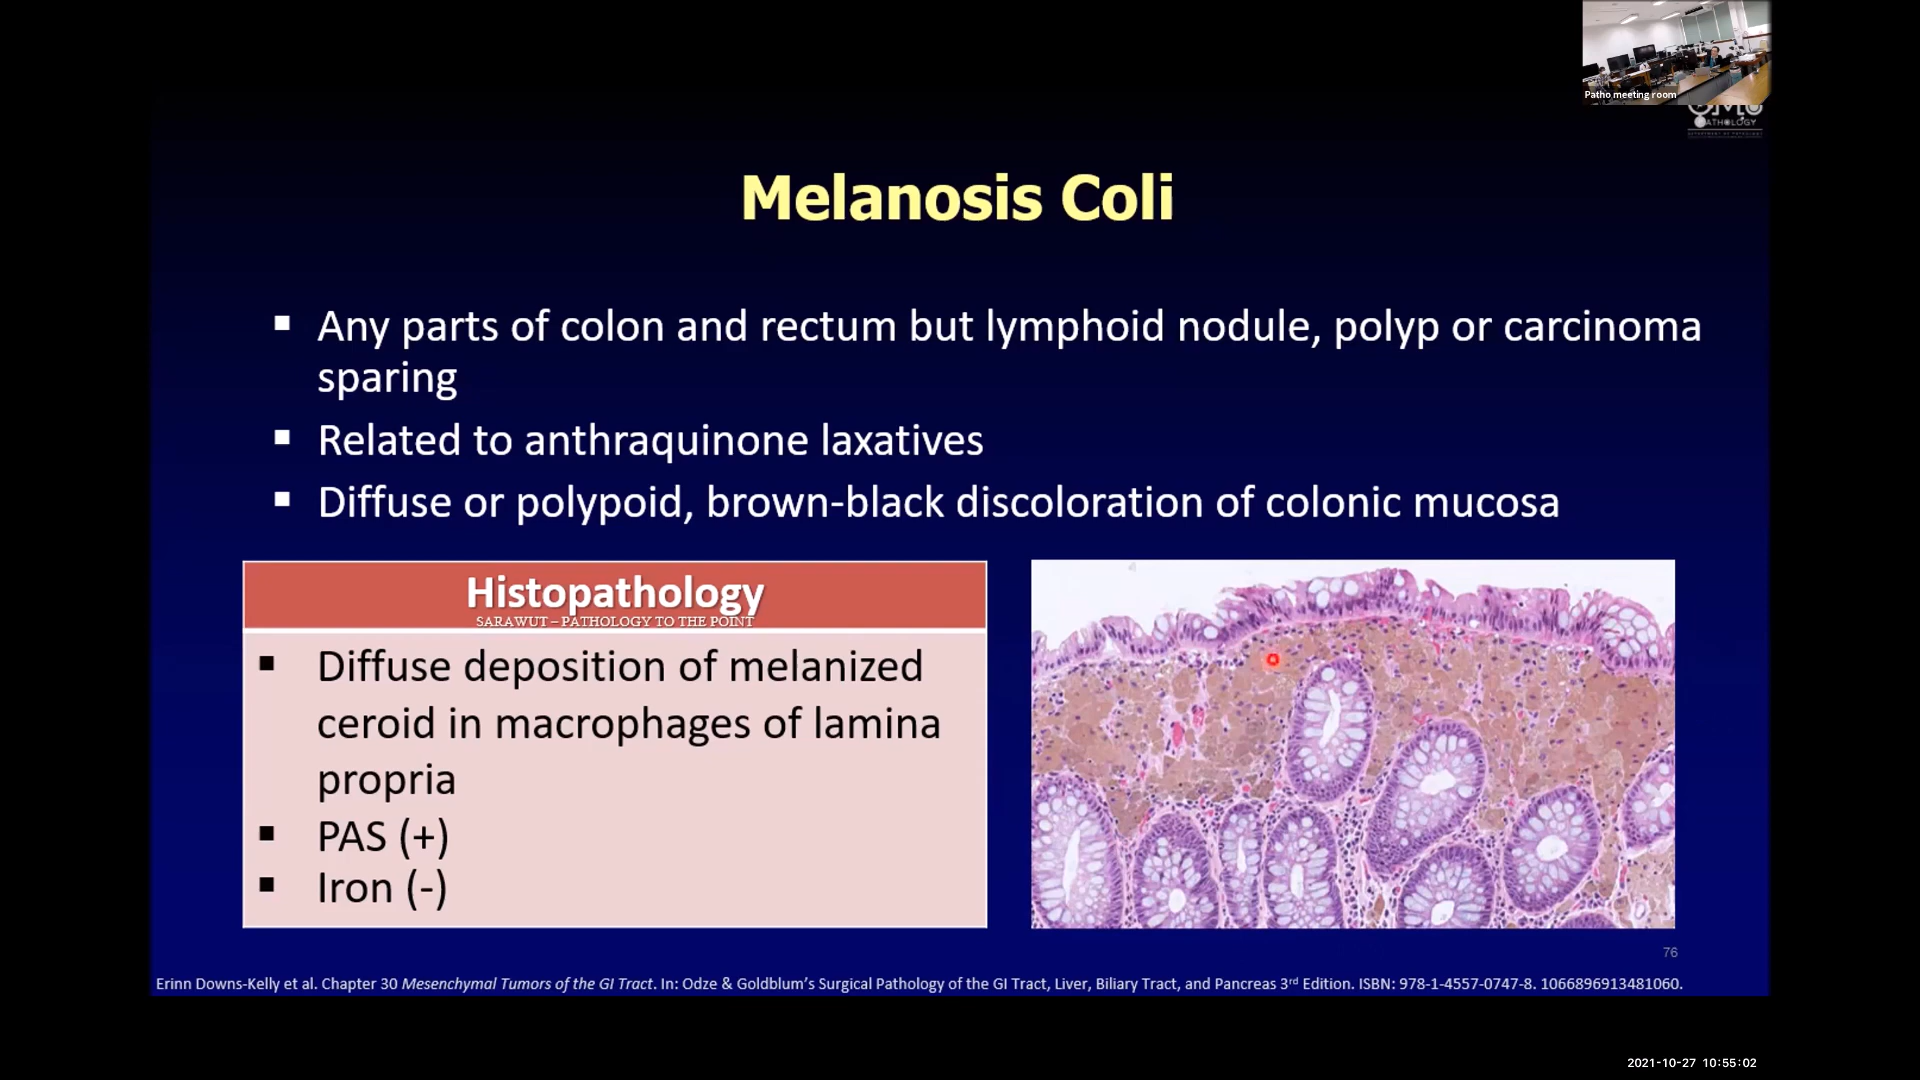 Patho meeting room
PATHOLOGY
Melanosis Coli
▪ Any parts of colon and rectum but lymphoid nodule, polyp or carcinoma
sparing
▪ Related to anthraquinone laxatives
▪ Diffuse or polypoid, brown-black discoloration of colonic mucosa
Histopathology
SARAWUT – PATHOLOGY TO THE POINT
▪ Diffuse deposition of melanized
ceroid in macrophages of lamina
propria
▪ PAS (+)
▪ Iron (-)
76
Erinn Downs-Kelly et al. Chapter 30 Mesenchymal Tumors of the GI Tract. In: Odze & Goldblum’s Surgical Pathology of the GI Tract, Liver, Biliary Tract, and Pancreas 3rd Edition. ISBN: 978-1-4557-0747-8. 1066896913481060.
2021-10-27 10:55:02